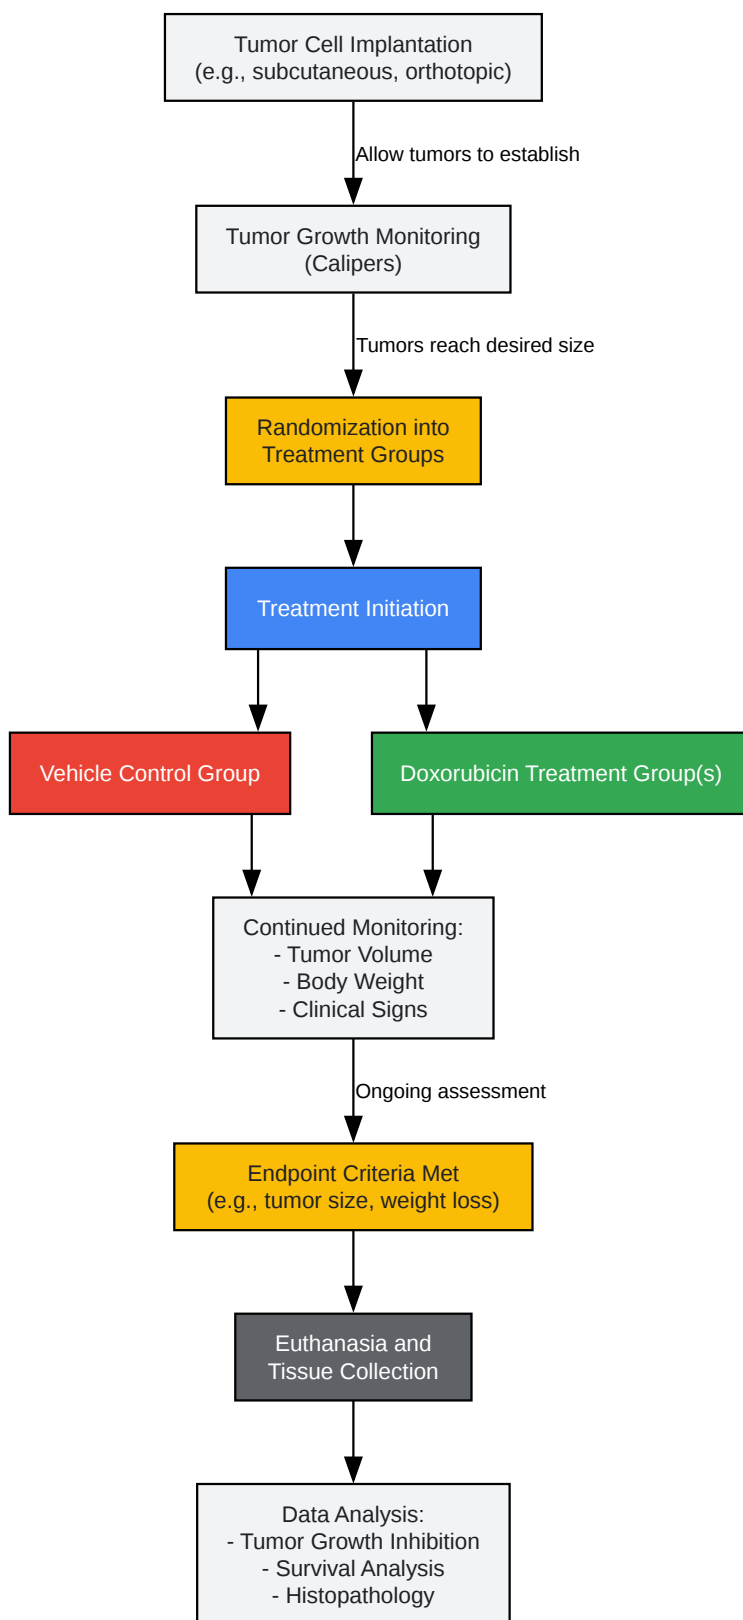 Tumor Cell Implantation
(e.g., subcutaneous, orthotopic)
Allow tumors to establish
Tumor Growth Monitoring
(Calipers)
Tumors reach desired size
Randomization into
Treatment Groups
Treatment Initiation
Vehicle Control Group
Doxorubicin Treatment Group(s)
Continued Monitoring:
- Tumor Volume
- Body Weight
- Clinical Signs
Ongoing assessment
Endpoint Criteria Met
(e.g., tumor size, weight loss)
Euthanasia and
Tissue Collection
Data Analysis:
- Tumor Growth Inhibition
- Survival Analysis
- Histopathology